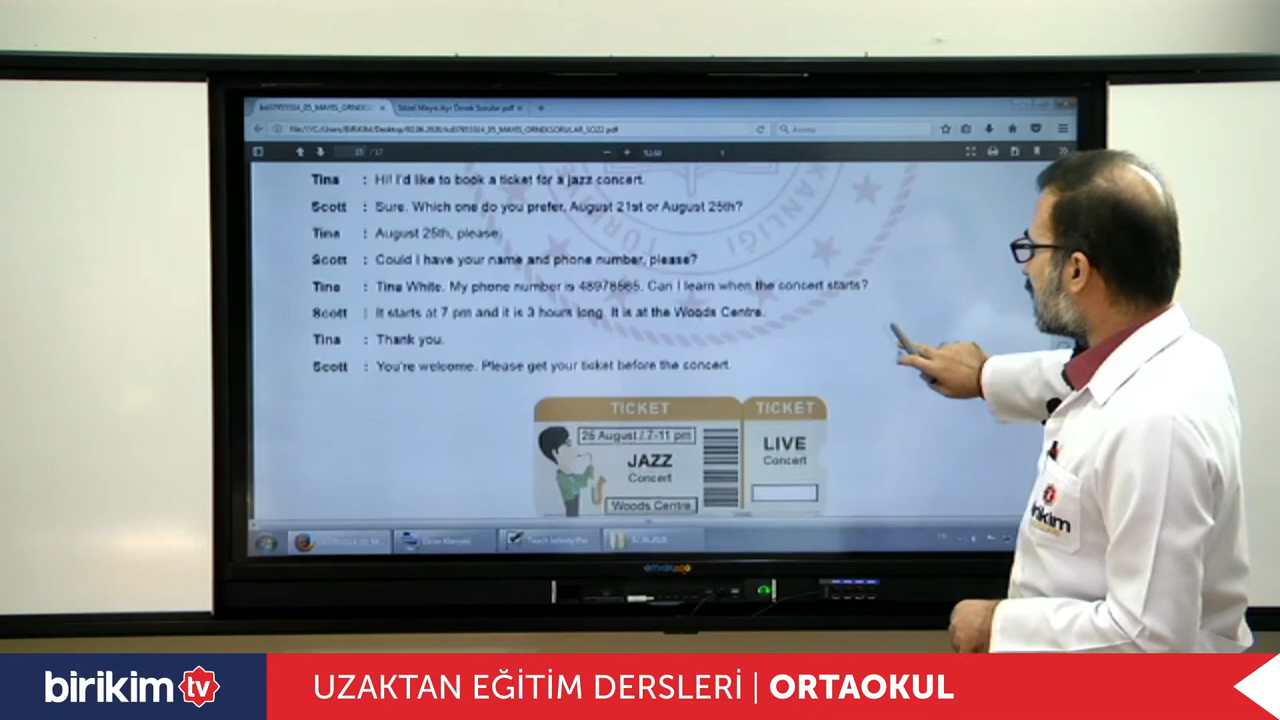 Tina : Hi! I'd like to book a ticket for a jazz concert.
Scott : Sure. Which one do you prefer, August 21st or August 25th?
Tina : August 25th, please.
Scott : Could I have your name and phone number, please?
Tina : Tina White. My phone number is 48978565. Can I learn when the concert starts?
Scott : It starts at 7 pm and it is 3 hours long. It is at the Woods Centre.
Tina : Thank you.
Scott : You're welcome. Please get your ticket before the concert.
TICKET
TICKET
August / 7-11 pm
LIVE
JAZZ
Concert
Concert
Woods Centre
birikim
birikim tv
UZAKTAN EĞİTİM DERSLERİ | ORTAOKUL